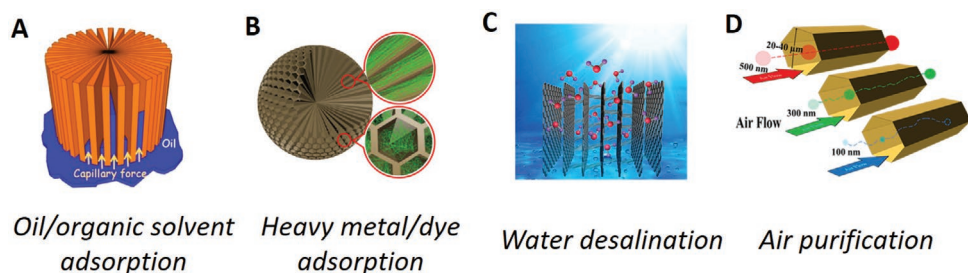 A
B
C
D
Oil
Capillary force
20-40 μm
500 nm
300 nm
Air Flow
100 nm
Oil/organic solvent
adsorption
Heavy metal/dye
adsorption
Water desalination
Air purification